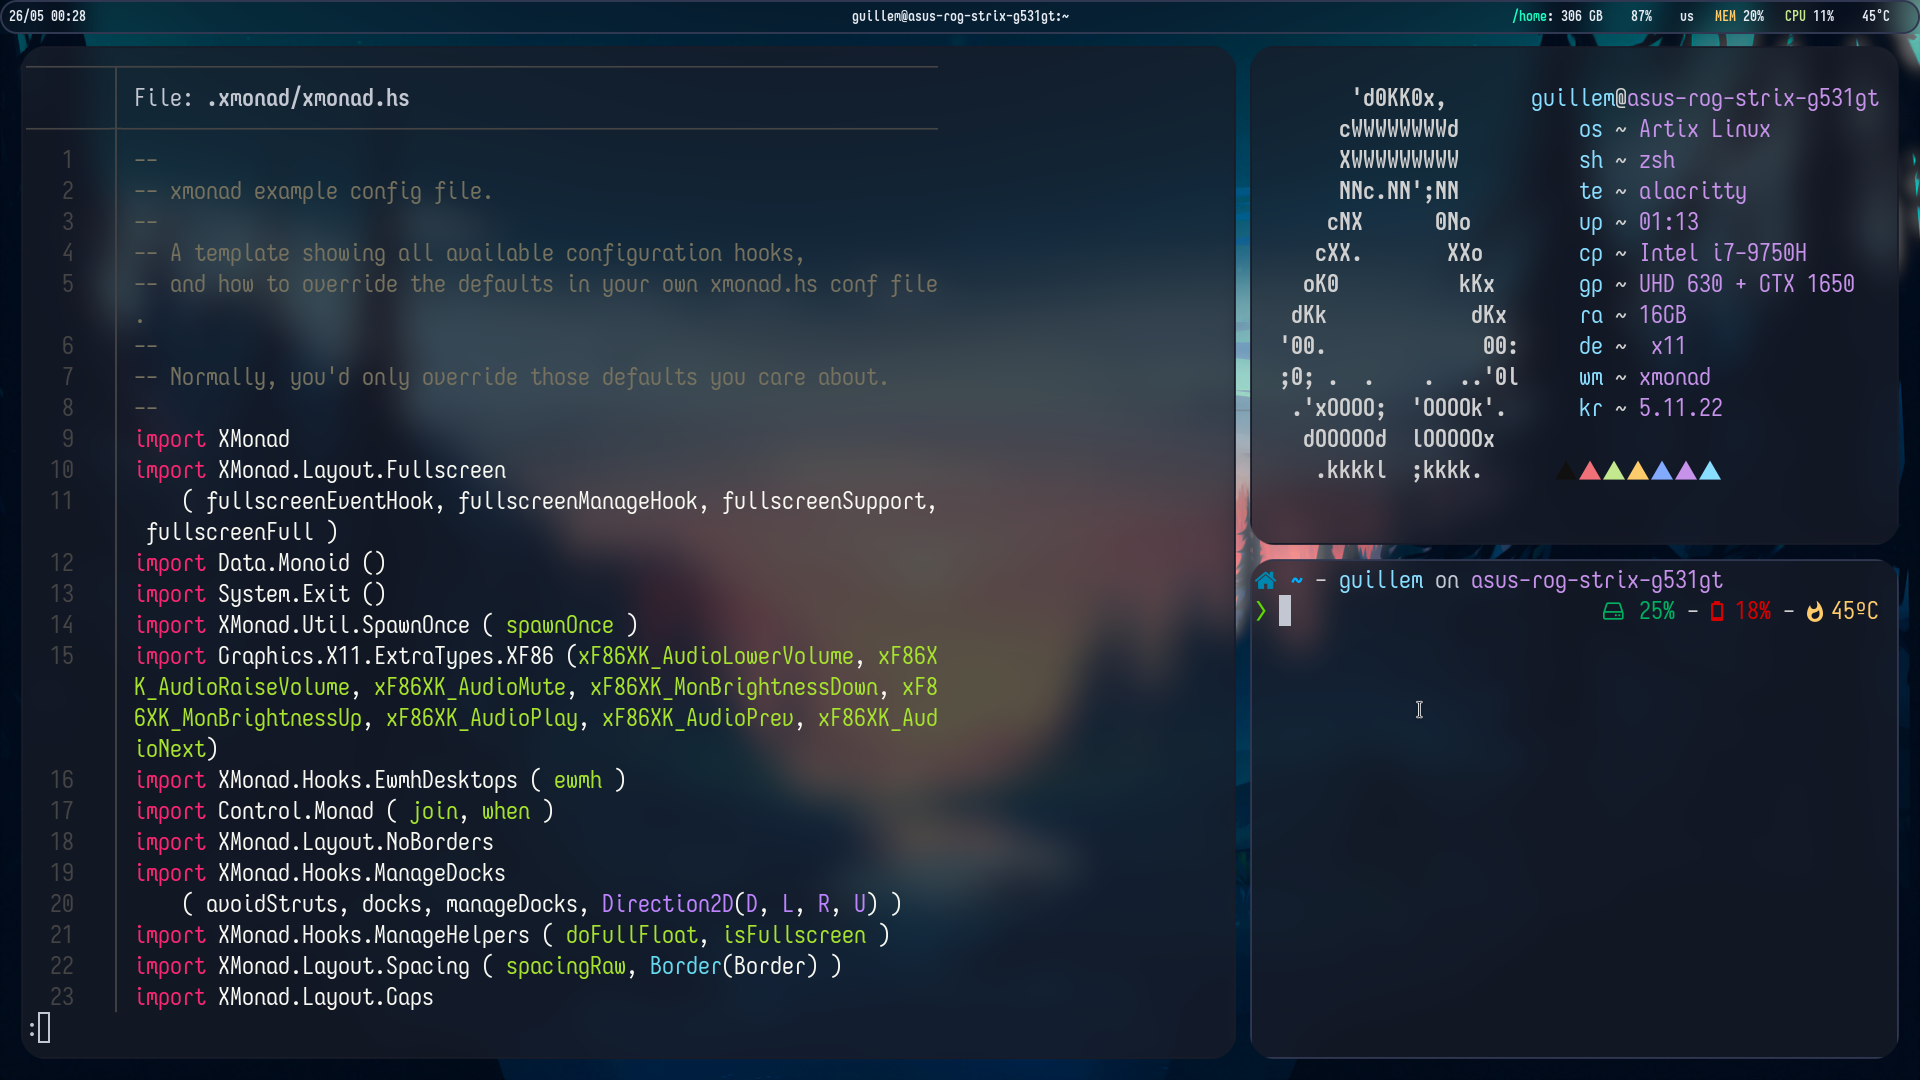 26/05 00:28
guillem@asus-rog-strix-g531gt:~
/home: 306 GB 87% us MEM 20% CPU 11% 45°C
File: .xmonad/xmonad.hs
1 --
2 -- xmonad example config file.
3 --
4 -- A template showing all available configuration hooks,
5 -- and how to override the defaults in your own xmonad.hs conf file
.
6 --
7 -- Normally, you'd only override those defaults you care about.
8 --
9 import XMonad
10 import XMonad.Layout.Fullscreen
11     ( fullscreenEventHook, fullscreenManageHook, fullscreenSupport,
 fullscreenFull )
12 import Data.Monoid ()
13 import System.Exit ()
14 import XMonad.Util.SpawnOnce ( spawnOnce )
15 import Graphics.X11.ExtraTypes.XF86 (xF86XK_AudioLowerVolume, xF86X
K_AudioRaiseVolume, xF86XK_AudioMute, xF86XK_MonBrightnessDown, xF8
6XK_MonBrightnessUp, xF86XK_AudioPlay, xF86XK_AudioPrev, xF86XK_Aud
ioNext)
16 import XMonad.Hooks.EwmhDesktops ( ewmh )
17 import Control.Monad ( join, when )
18 import XMonad.Layout.NoBorders
19 import XMonad.Hooks.ManageDocks
20     ( avoidStruts, docks, manageDocks, Direction2D(D, L, R, U) )
21 import XMonad.Hooks.ManageHelpers ( doFullFloat, isFullscreen )
22 import XMonad.Layout.Spacing ( spacingRaw, Border(Border) )
23 import XMonad.Layout.Gaps
:
'd0KK0x,
cWWWWWWWWd
XWWWWWWWWW
NNc.NN';NN
cNX      0No
cXX.       XXo
oK0          kKx
dKk            dKx
'00.             00:
;0; .  .    .  ..'0l
.'xOOOO;  'OOOOk'.
dOOOOOd  lOOOOOx
.kkkkl  ;kkkk.
guillem@asus-rog-strix-g531gt
os ~ Artix Linux
sh ~ zsh
te ~ alacritty
up ~ 01:13
cp ~ Intel i7-9750H
gp ~ UHD 630 + GTX 1650
ra ~ 16GB
de ~  x11
wm ~ xmonad
kr ~ 5.11.22
~ - guillem on asus-rog-strix-g531gt
❯ 25% - 18% - 45ºC